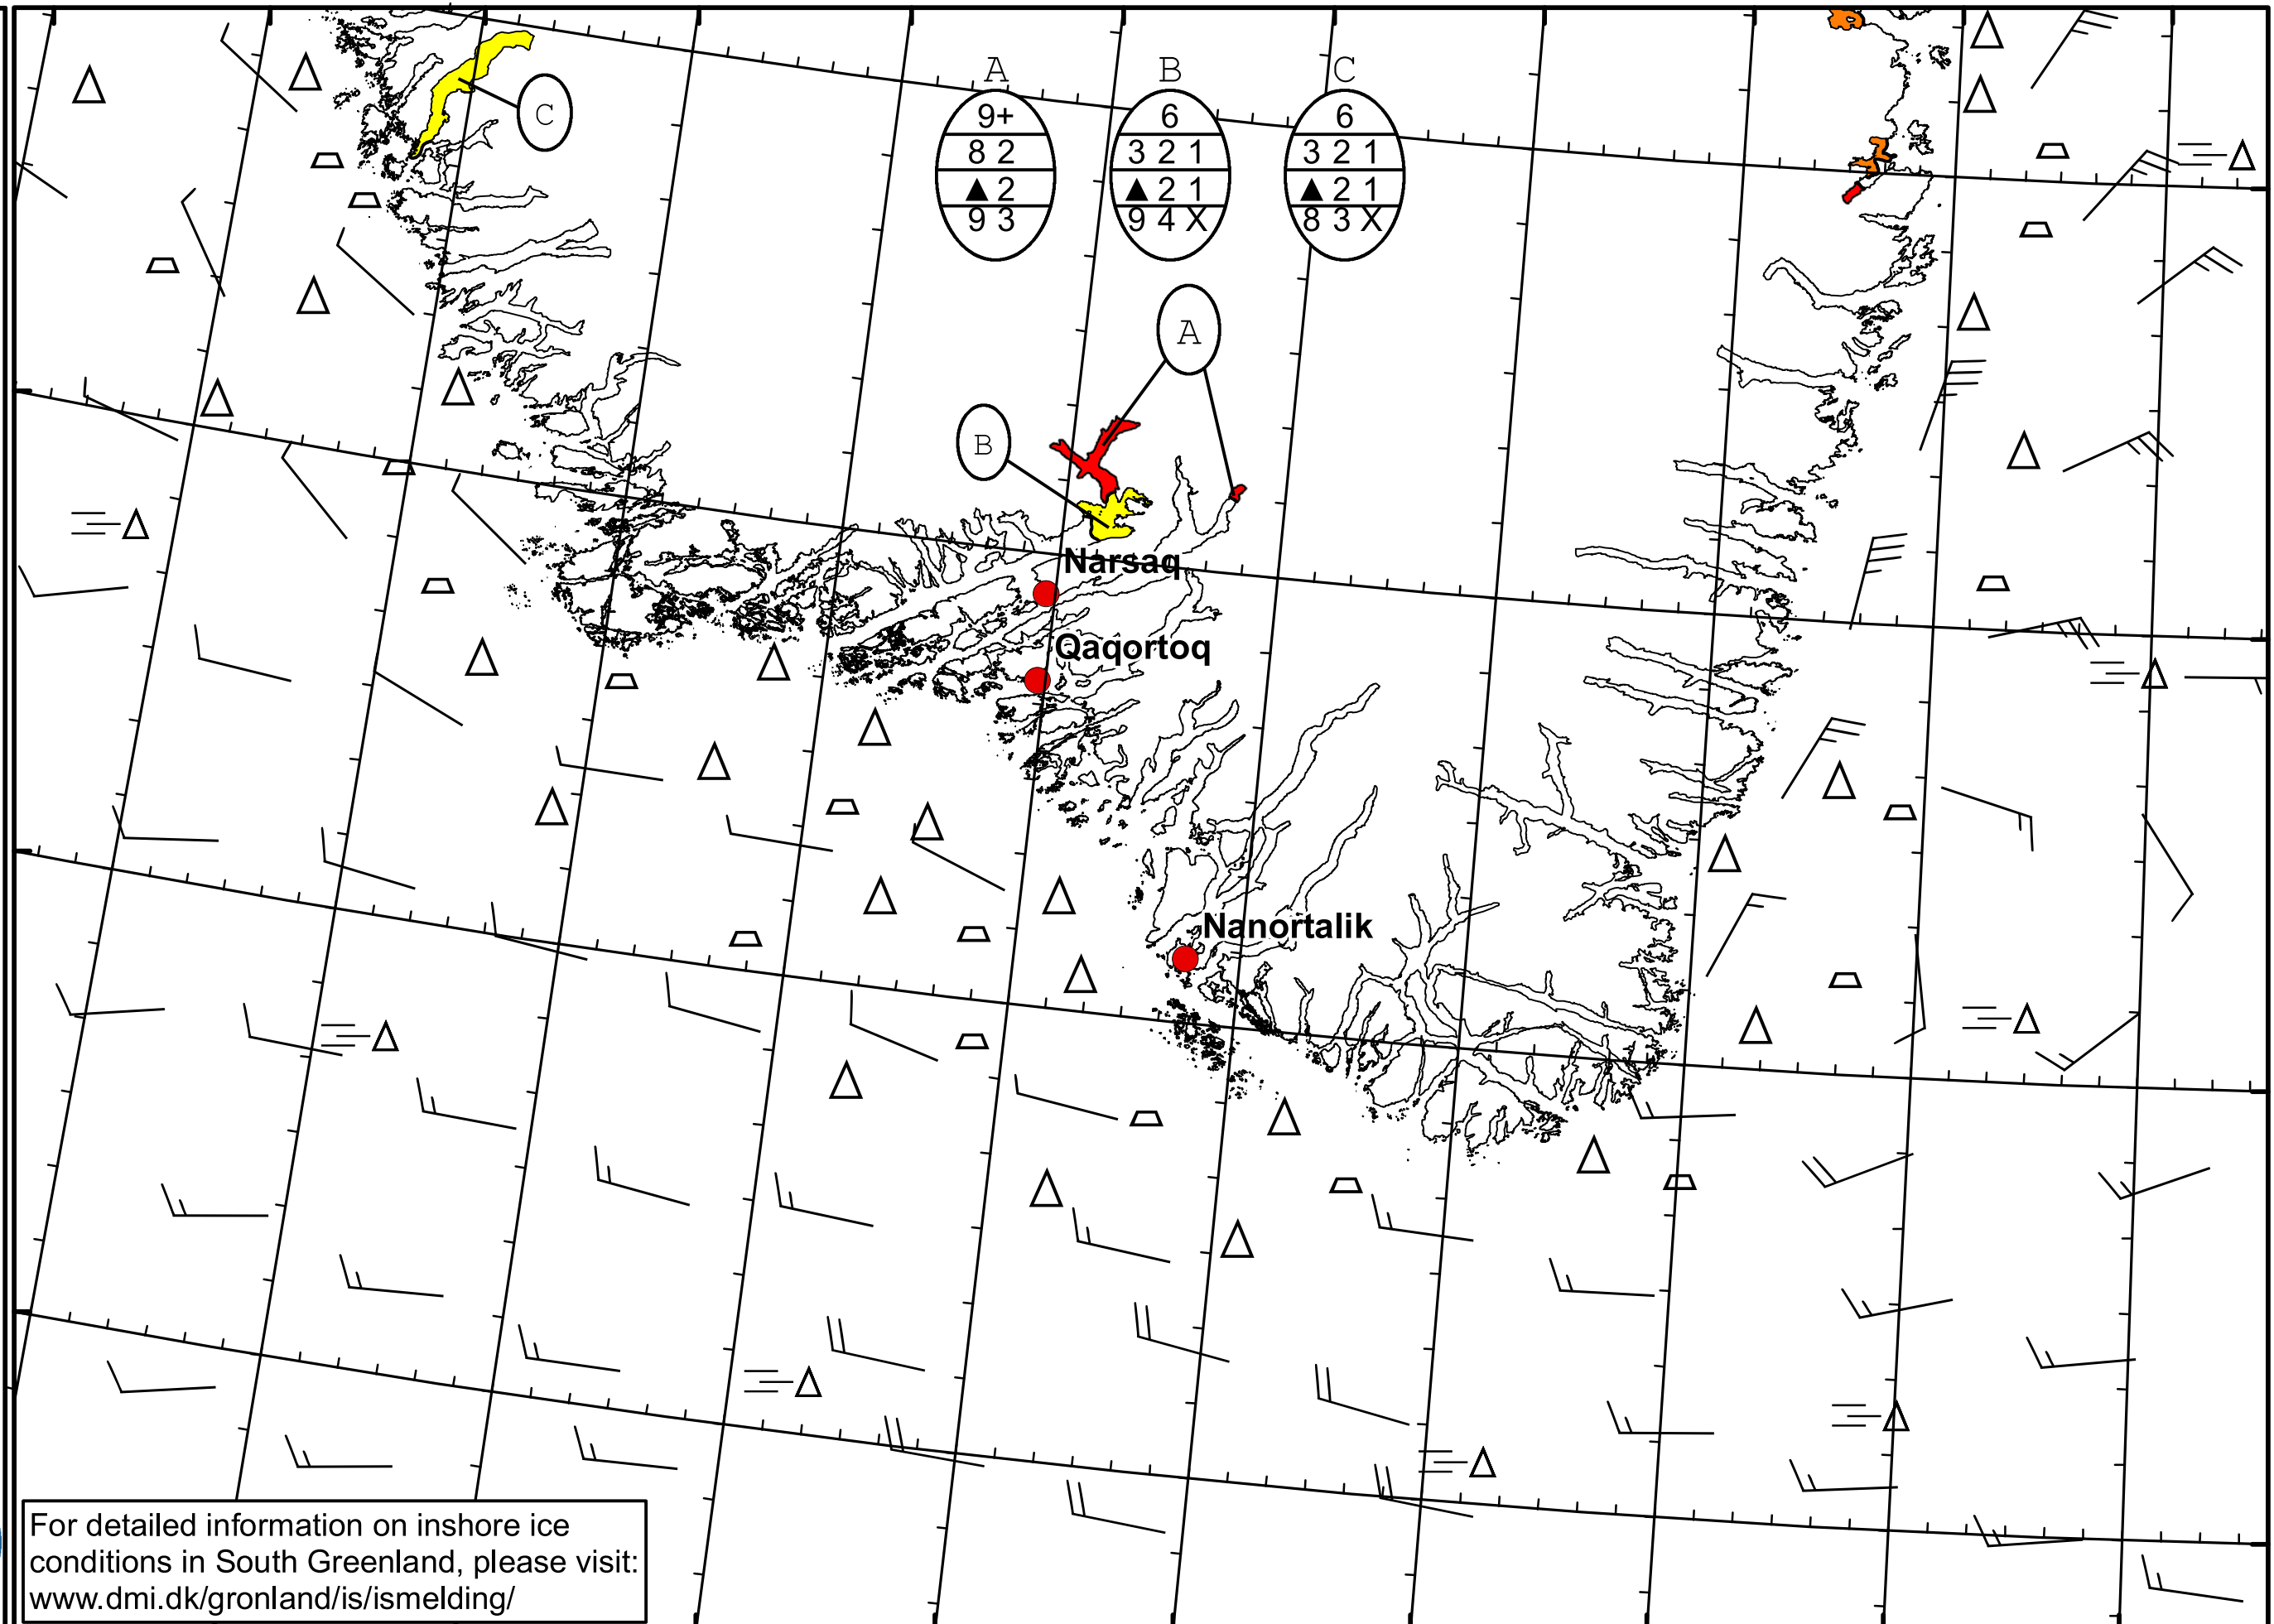 A B C
9+ 6 6
8 2 3 2 1 3 2 1
▲ 2 ▲ 2 1 ▲ 2 1
9 3 9 4 X 8 3 X
C
A
B
Narsaq
Qaqortoq
Nanortalik
For detailed information on inshore ice
conditions in South Greenland, please visit:
www.dmi.dk/gronland/is/ismelding/